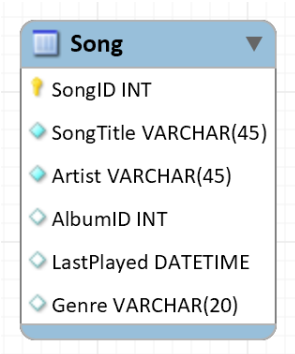 Song
SongID INT
SongTitle VARCHAR(45)
Artist VARCHAR(45)
AlbumID INT
LastPlayed DATETIME
Genre VARCHAR(20)